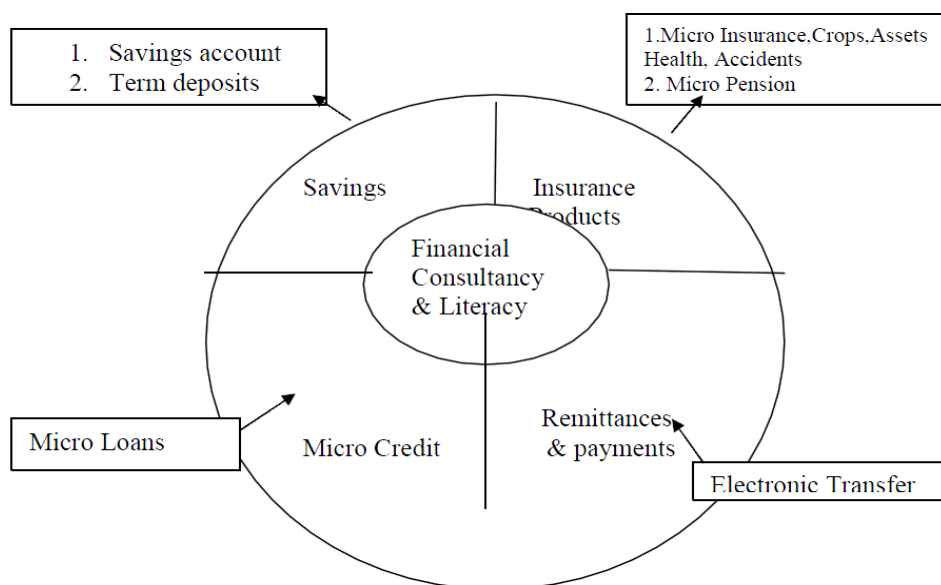 1. Savings account
2. Term deposits
1.Micro Insurance,Crops,Assets
Health, Accidents
2. Micro Pension
Savings
Insurance
Products
Financial
Consultancy
& Literacy
Micro Loans
Micro Credit
Remittances
& payments
Electronic Transfer